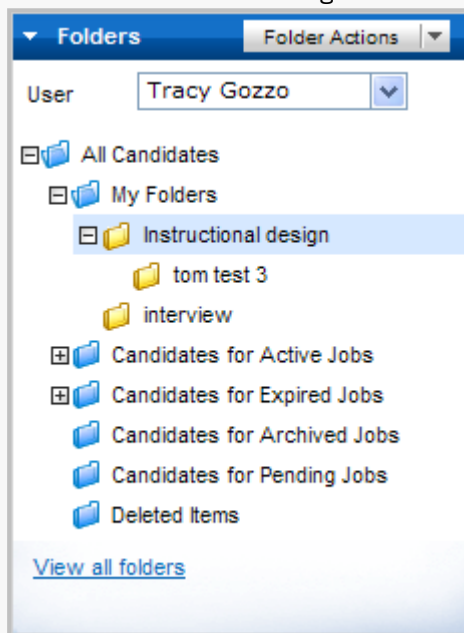 Folders Folder Actions
User Tracy Gozzo
All Candidates
My Folders
Instructional design
tom test 3
interview
Candidates for Active Jobs
Candidates for Expired Jobs
Candidates for Archived Jobs
Candidates for Pending Jobs
Deleted Items
View all folders